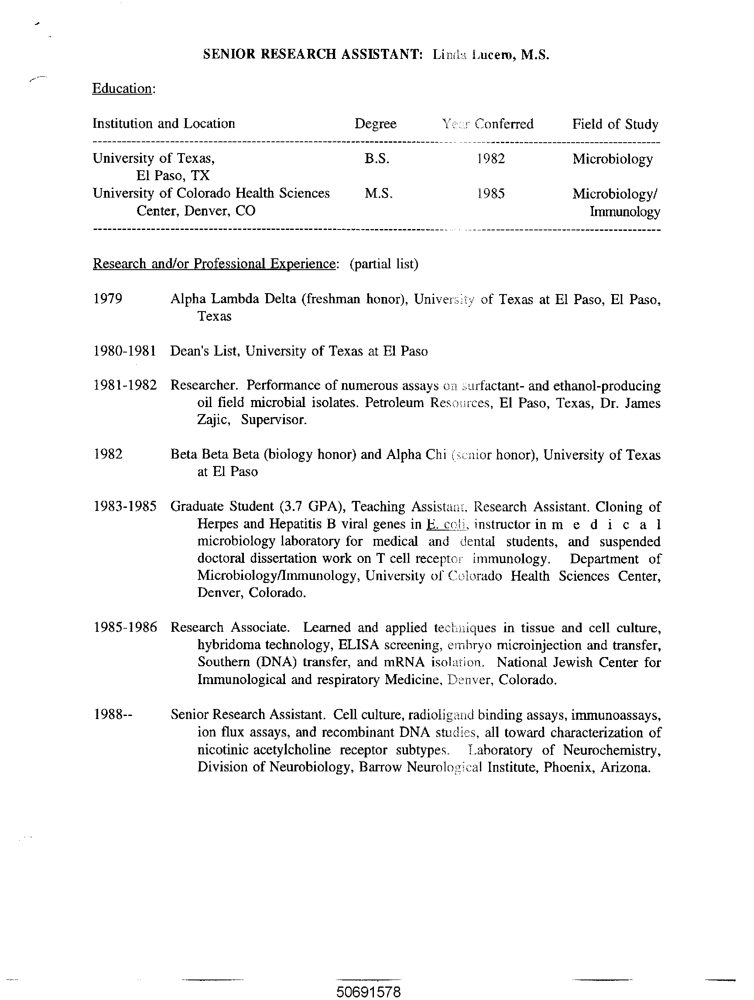 SENIOR RESEARCH ASSISTANT: Linda Lucero, M.S.
Education:
Institution and Location Degree Year Conferred Field of Study
University of Texas, B.S. 1982 Microbiology
El Paso, TX
University of Colorado Health Sciences M.S. 1985 Microbiology/
Center, Denver, CO Immunology
Research and/or Professional Experience: (partial list)
1979 Alpha Lambda Delta (freshman honor), University of Texas at El Paso, El Paso,
Texas
1980-1981 Dean's List, University of Texas at El Paso
1981-1982 Researcher. Performance of numerous assays on surfactant- and ethanol-producing
oil field microbial isolates. Petroleum Resources, El Paso, Texas, Dr. James
Zajic, Supervisor.
1982 Beta Beta Beta (biology honor) and Alpha Chi (senior honor), University of Texas
at El Paso
1983-1985 Graduate Student (3.7 GPA), Teaching Assistant. Research Assistant. Cloning of
Herpes and Hepatitis B viral genes in E. coli, instructor in m e d i c a l
microbiology laboratory for medical and dental students, and suspended
doctoral dissertation work on T cell receptor immunology. Department of
Microbiology/Immunology, University of Colorado Health Sciences Center,
Denver, Colorado.
1985-1986 Research Associate. Learned and applied techniques in tissue and cell culture,
hybridoma technology, ELISA screening, embryo microinjection and transfer,
Southern (DNA) transfer, and mRNA isolation. National Jewish Center for
Immunological and respiratory Medicine, Denver, Colorado.
1988-- Senior Research Assistant. Cell culture, radioligand binding assays, immunoassays,
ion flux assays, and recombinant DNA studies, all toward characterization of
nicotinic acetylcholine receptor subtypes. Laboratory of Neurochemistry,
Division of Neurobiology, Barrow Neurological Institute, Phoenix, Arizona.
50691578